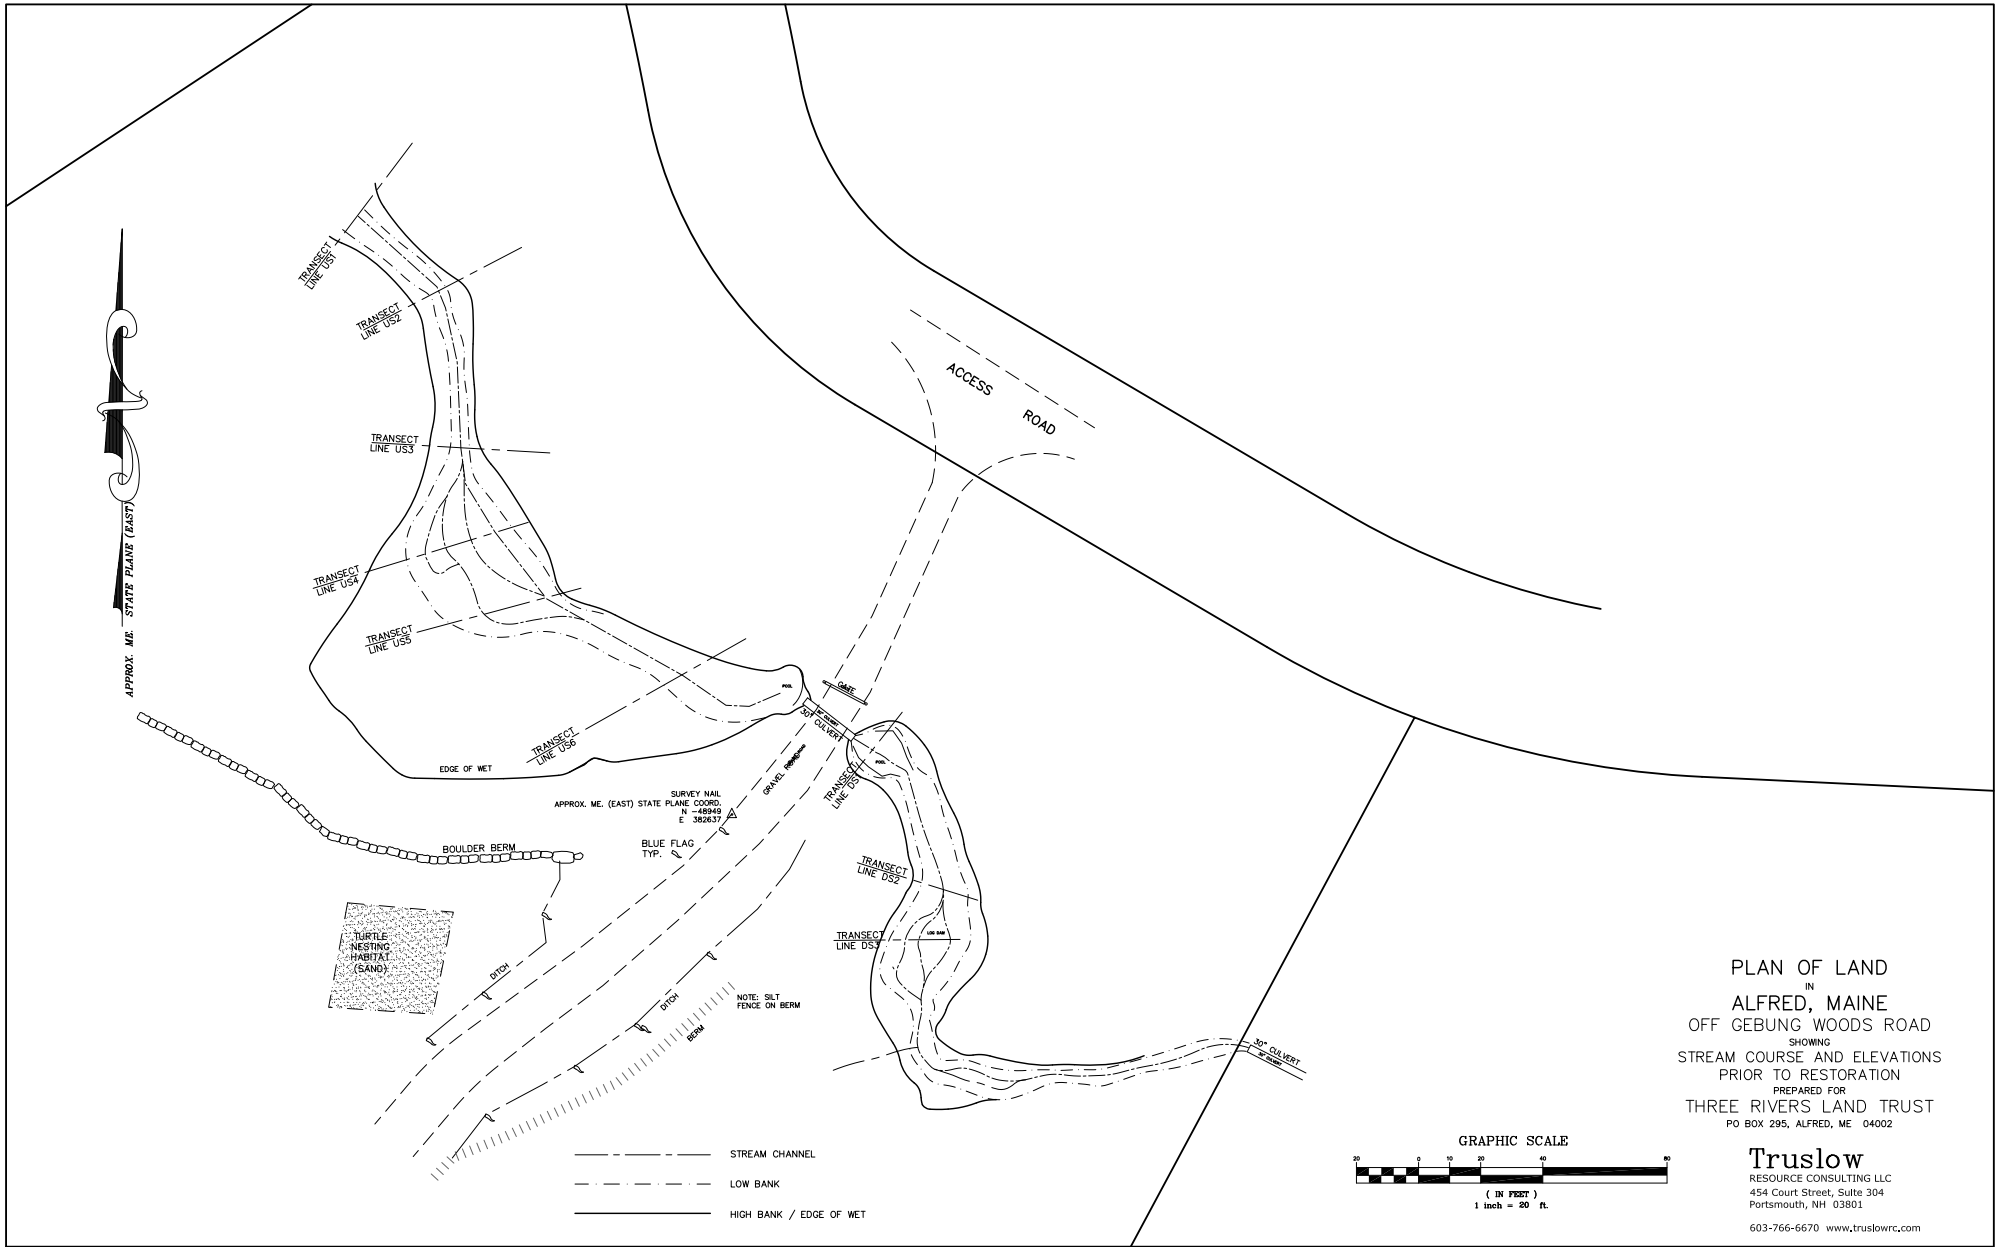 TRANSECT
LINE US1
TRANSECT
LINE US2
ACCESS
ROAD
TRANSECT
LINE US3
APPROX. ME. STATE PLANE (EAST)
TRANSECT
LINE US4
TRANSECT
LINE US5
POOL
GATE
30" CULVERT
30" CULVERT
TRANSECT
LINE US6
EDGE OF WET
GRAVEL ROAD
POOL
TRANSECT
LINE DS1
SURVEY NAIL
APPROX. ME. (EAST) STATE PLANE COORD.
N -48949
E 382637
BLUE FLAG
TYP.
BOULDER BERM
TRANSECT
LINE DS2
TURTLE
NESTING
HABITAT
(SAND)
LOG DAM
TRANSECT
LINE DS3
DITCH
DITCH
NOTE: SILT
FENCE ON BERM
BERM
30" CULVERT
30" CULVERT
STREAM CHANNEL
LOW BANK
HIGH BANK / EDGE OF WET
GRAPHIC SCALE
20 0 10 20 40 80
( IN FEET )
1 inch = 20 ft.
PLAN OF LAND
IN
ALFRED, MAINE
OFF GEBUNG WOODS ROAD
SHOWING
STREAM COURSE AND ELEVATIONS
PRIOR TO RESTORATION
PREPARED FOR
THREE RIVERS LAND TRUST
PO BOX 295, ALFRED, ME 04002
Truslow
RESOURCE CONSULTING LLC
454 Court Street, Suite 304
Portsmouth, NH 03801
603-766-6670 www.truslowrc.com